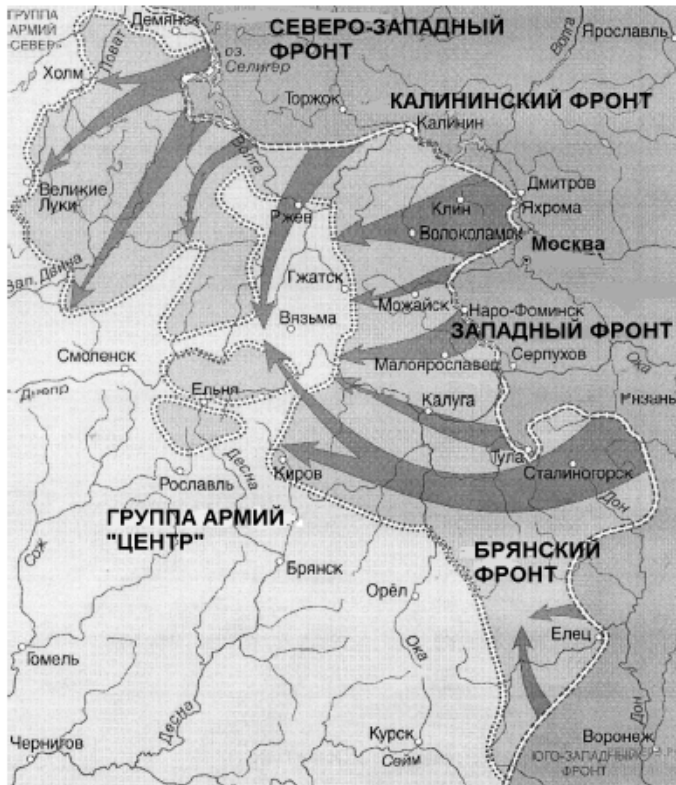 ГРУППА
АРМИЙ
«СЕВЕР»
Демянск
СЕВЕРО-ЗАПАДНЫЙ
ФРОНТ
Ярославль
Волга
Ловат
оз.
Селигер
Холм
Торжок
КАЛИНИНСКИЙ ФРОНТ
Калинин
Волга
Великие
Луки
Дмитров
Ржев
Клин
Яхрома
Волоколамск
Москва
Зап. Двина
Гжатск
Можайск
Наро-Фоминск
Вязьма
ЗАПАДНЫЙ ФРОНТ
Смоленск
Малоярославец
Серпухов
Ока
Днепр
Ельня
Калуга
Рязань
Десна
Тула
Рославль
Киров
Сталиногорск
Дон
ГРУППА АРМИЙ
"ЦЕНТР"
БРЯНСКИЙ
ФРОНТ
Сож
Брянск
Орёл
Ока
Елец
Гомель
Десна
Дон
Курск
Воронеж
Чернигов
Сейм
ЮГО-ЗАПАДНЫЙ
ФРОНТ